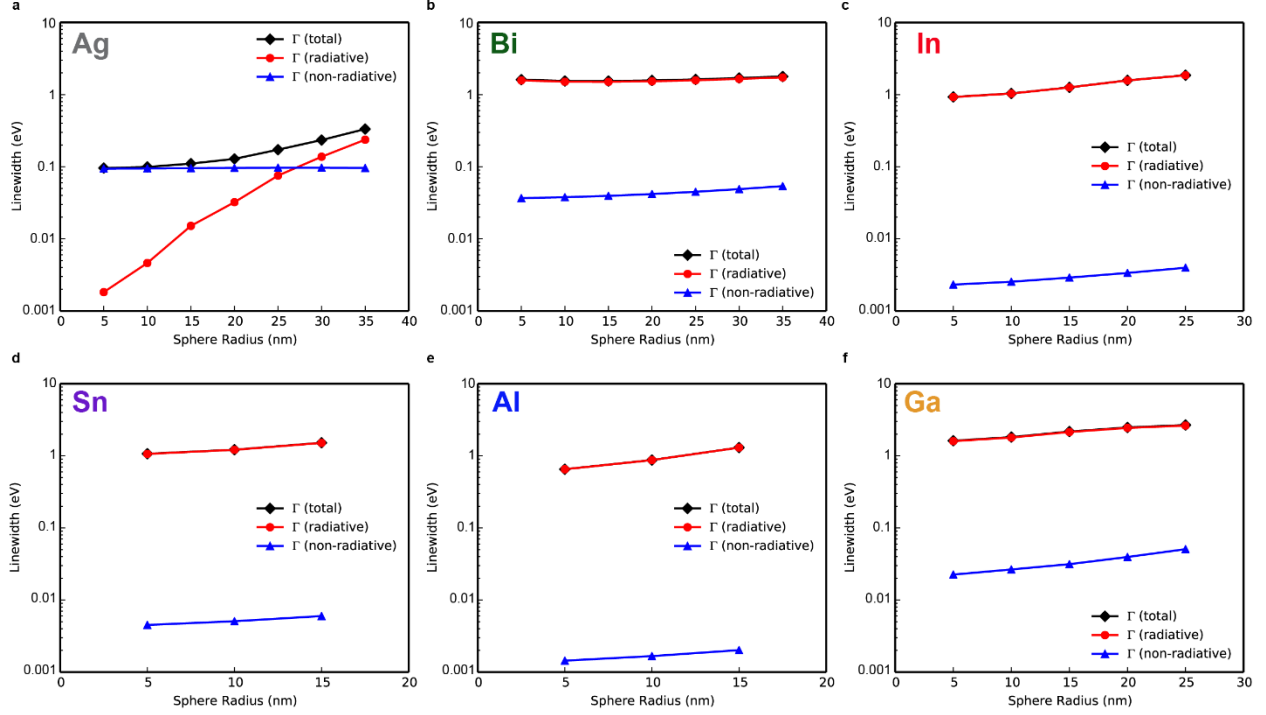 a
Ag
Γ (total)
Γ (radiative)
Γ (non-radiative)
Linewidth (eV)
10
1
0.1
0.01
0.001
0 5 10 15 20 25 30 35 40
Sphere Radius (nm)
b
Bi
Γ (total)
Γ (radiative)
Γ (non-radiative)
Linewidth (eV)
10
1
0.1
0.01
0.001
0 5 10 15 20 25 30 35 40
Sphere Radius (nm)
c
In
Γ (total)
Γ (radiative)
Γ (non-radiative)
Linewidth (eV)
10
1
0.1
0.01
0.001
0 5 10 15 20 25 30
Sphere Radius (nm)
d
Sn
Γ (total)
Γ (radiative)
Γ (non-radiative)
Linewidth (eV)
10
1
0.1
0.01
0.001
0 5 10 15 20
Sphere Radius (nm)
e
Al
Γ (total)
Γ (radiative)
Γ (non-radiative)
Linewidth (eV)
10
1
0.1
0.01
0.001
0 5 10 15 20
Sphere Radius (nm)
f
Ga
Γ (total)
Γ (radiative)
Γ (non-radiative)
Linewidth (eV)
10
1
0.1
0.01
0.001
0 5 10 15 20 25 30
Sphere Radius (nm)